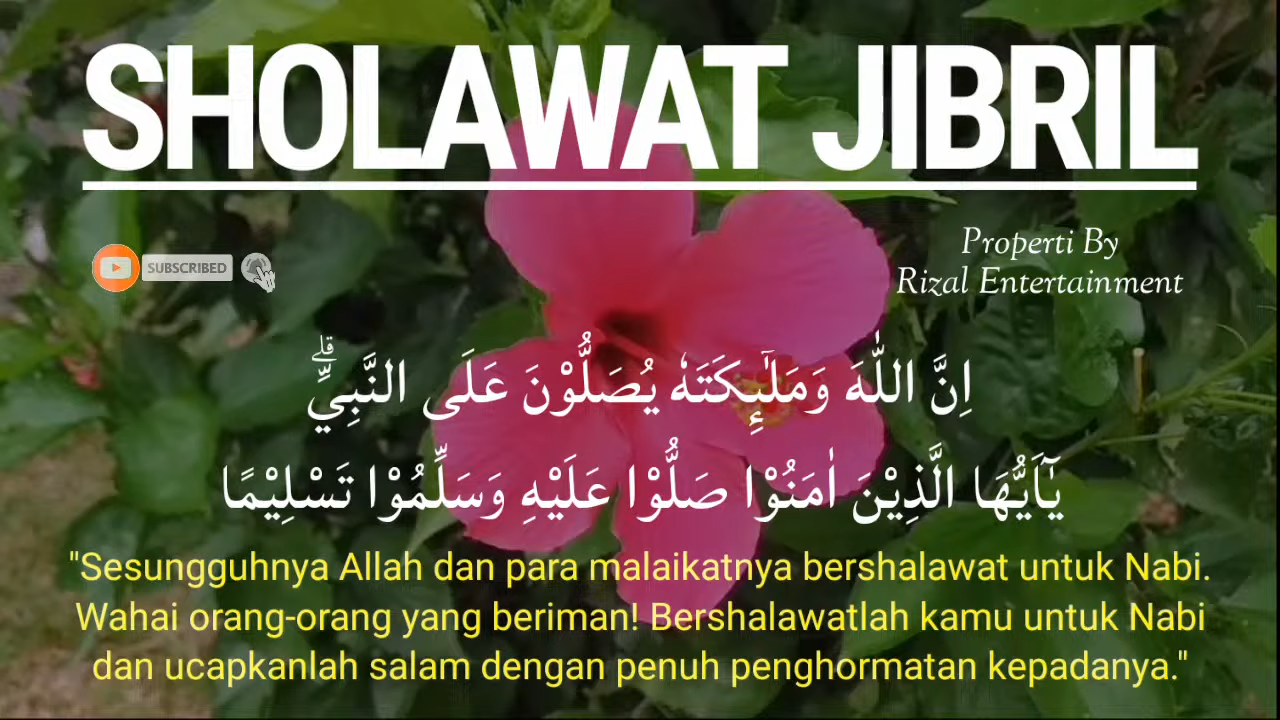 SHOLAWAT JIBRIL
SUBSCRIBED
Properti By
Rizal Entertainment
اِنَّ اللّٰهَ وَمَلٰۤىِٕكَتَهٗ يُصَلُّوْنَ عَلَى النَّبِيِّۗ
يٰٓاَيُّهَا الَّذِيْنَ اٰمَنُوْا صَلُّوْا عَلَيْهِ وَسَلِّمُوْا تَسْلِيْمًا
"Sesungguhnya Allah dan para malaikatnya bershalawat untuk Nabi.
Wahai orang-orang yang beriman! Bershalawatlah kamu untuk Nabi
dan ucapkanlah salam dengan penuh penghormatan kepadanya."